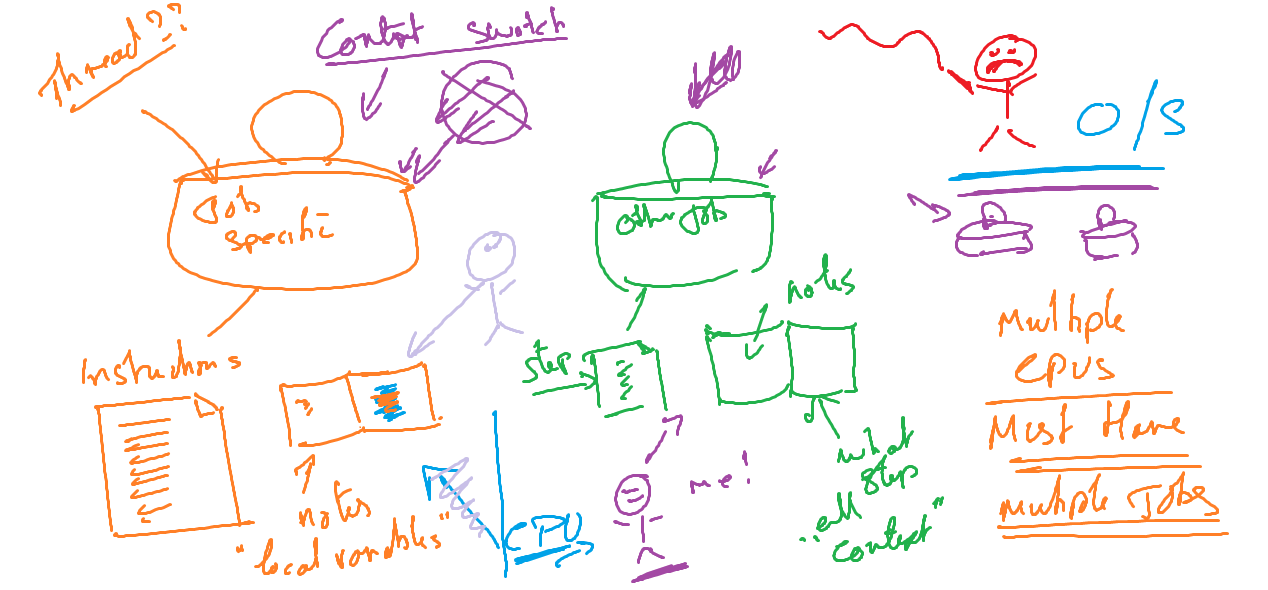 Thread??
Context Switch
O/S
Job
Specific
Other Job
notes
Instructions
Step
Multiple
CPUs
Must Have
Multiple Jobs
what
step
me!
notes
"local variables"
CPU
"all
context"